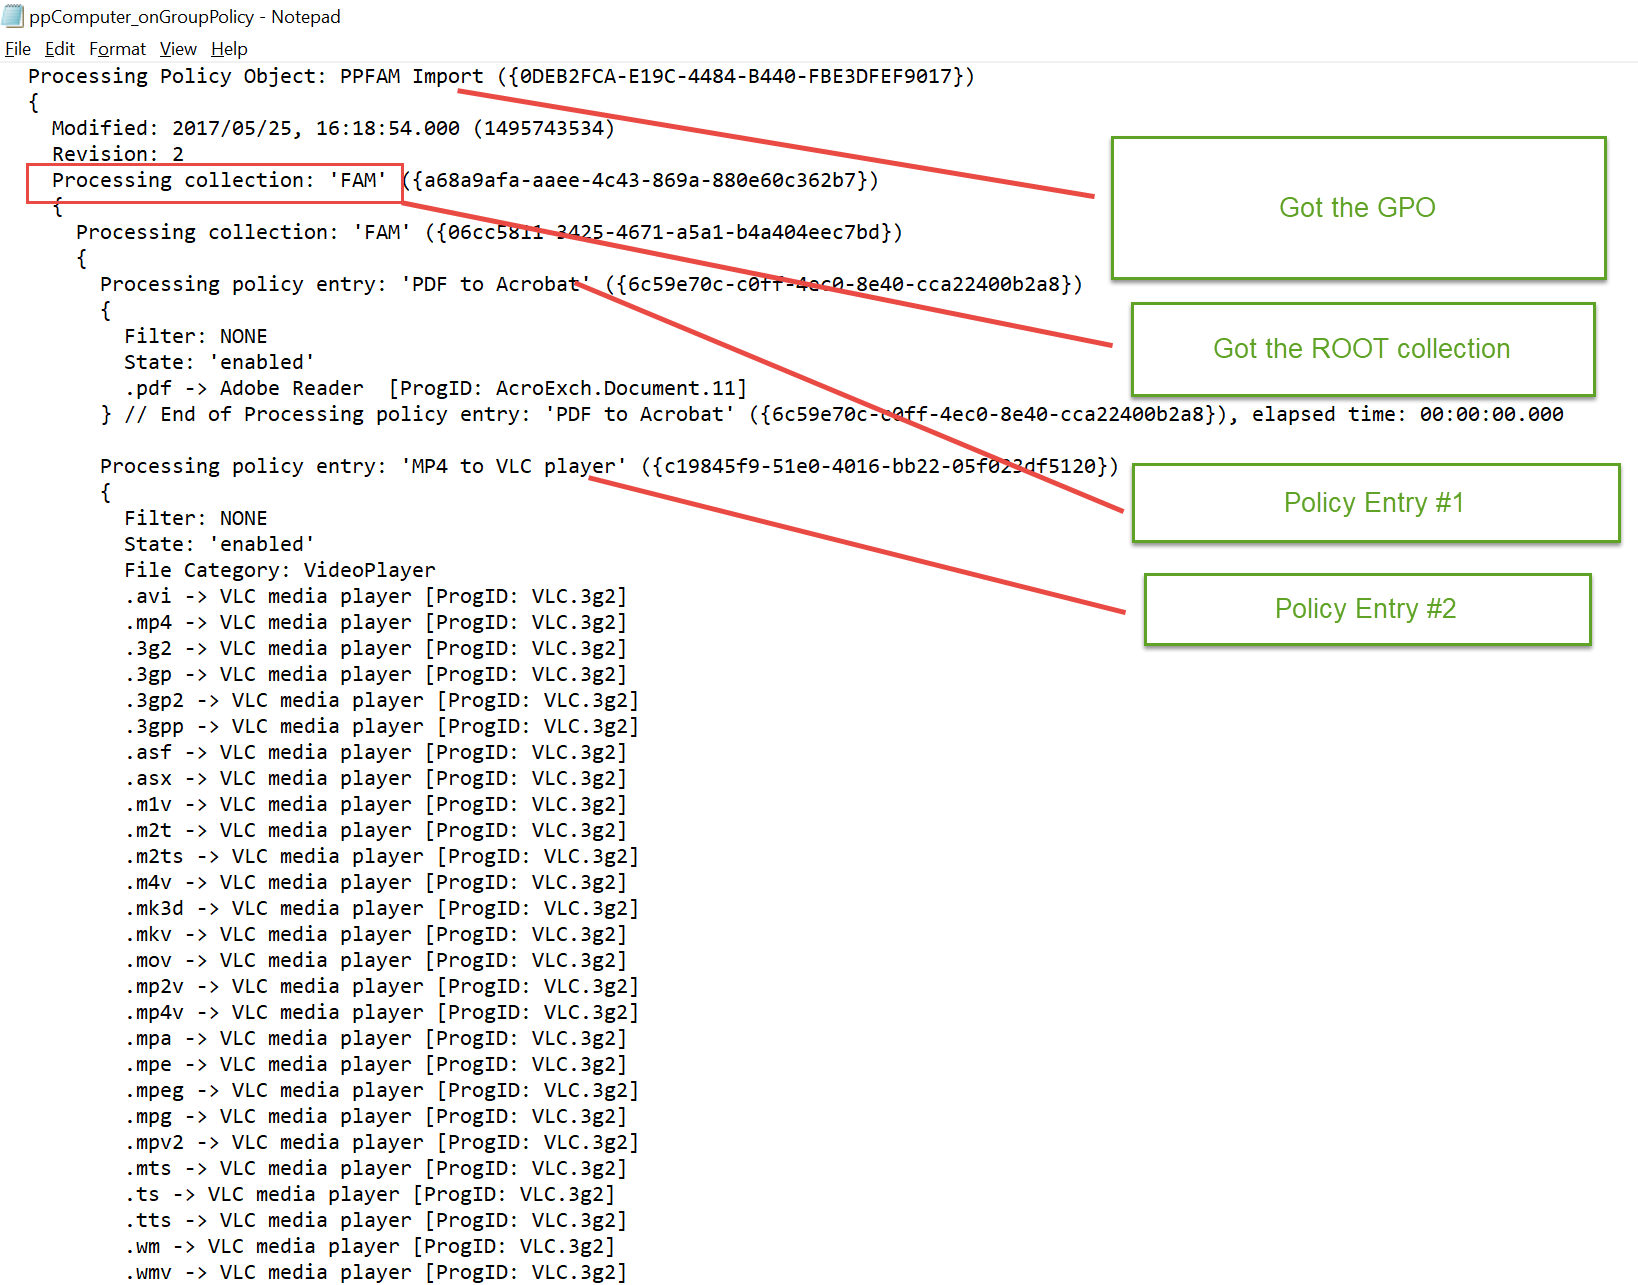 ppComputer_onGroupPolicy - Notepad
File Edit Format View Help
Processing Policy Object: PPFAM Import ({0DEB2FCA-E19C-4484-B440-FBE3DFEF9017})
{
Modified: 2017/05/25, 16:18:54.000 (1495743534)
Revision: 2
Processing collection: 'FAM' ({a68a9afa-aaee-4c43-869a-880e60c362b7})
{
Got the GPO
Processing collection: 'FAM' ({06cc5811-3425-4671-a5a1-b4a404eec7bd})
{
Processing policy entry: 'PDF to Acrobat' ({6c59e70c-c0ff-4ec0-8e40-cca22400b2a8})
{
Filter: NONE
Got the ROOT collection
State: 'enabled'
.pdf -> Adobe Reader [ProgID: AcroExch.Document.11]
} // End of Processing policy entry: 'PDF to Acrobat' ({6c59e70c-c0ff-4ec0-8e40-cca22400b2a8}), elapsed time: 00:00:00.000
Processing policy entry: 'MP4 to VLC player' ({c19845f9-51e0-4016-bb22-05f023df5120})
{
Policy Entry #1
Filter: NONE
State: 'enabled'
File Category: VideoPlayer
.avi -> VLC media player [ProgID: VLC.3g2]
Policy Entry #2
.mp4 -> VLC media player [ProgID: VLC.3g2]
.3g2 -> VLC media player [ProgID: VLC.3g2]
.3gp -> VLC media player [ProgID: VLC.3g2]
.3gp2 -> VLC media player [ProgID: VLC.3g2]
.3gpp -> VLC media player [ProgID: VLC.3g2]
.asf -> VLC media player [ProgID: VLC.3g2]
.asx -> VLC media player [ProgID: VLC.3g2]
.m1v -> VLC media player [ProgID: VLC.3g2]
.m2t -> VLC media player [ProgID: VLC.3g2]
.m2ts -> VLC media player [ProgID: VLC.3g2]
.m4v -> VLC media player [ProgID: VLC.3g2]
.mk3d -> VLC media player [ProgID: VLC.3g2]
.mkv -> VLC media player [ProgID: VLC.3g2]
.mov -> VLC media player [ProgID: VLC.3g2]
.mp2v -> VLC media player [ProgID: VLC.3g2]
.mp4v -> VLC media player [ProgID: VLC.3g2]
.mpa -> VLC media player [ProgID: VLC.3g2]
.mpe -> VLC media player [ProgID: VLC.3g2]
.mpeg -> VLC media player [ProgID: VLC.3g2]
.mpg -> VLC media player [ProgID: VLC.3g2]
.mpv2 -> VLC media player [ProgID: VLC.3g2]
.mts -> VLC media player [ProgID: VLC.3g2]
.ts -> VLC media player [ProgID: VLC.3g2]
.tts -> VLC media player [ProgID: VLC.3g2]
.wm -> VLC media player [ProgID: VLC.3g2]
.wmv -> VLC media player [ProgID: VLC.3g2]